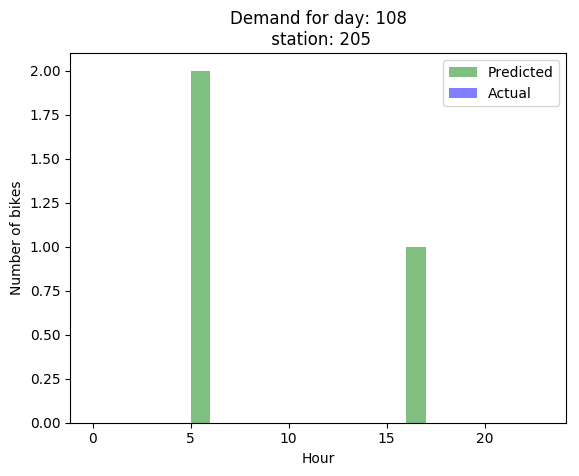 Demand for day: 108
station: 205
Predicted
Actual
2.00
1.75
1.50
1.25
1.00
0.75
0.50
0.25
0.00
Number of bikes
0 5 10 15 20
Hour